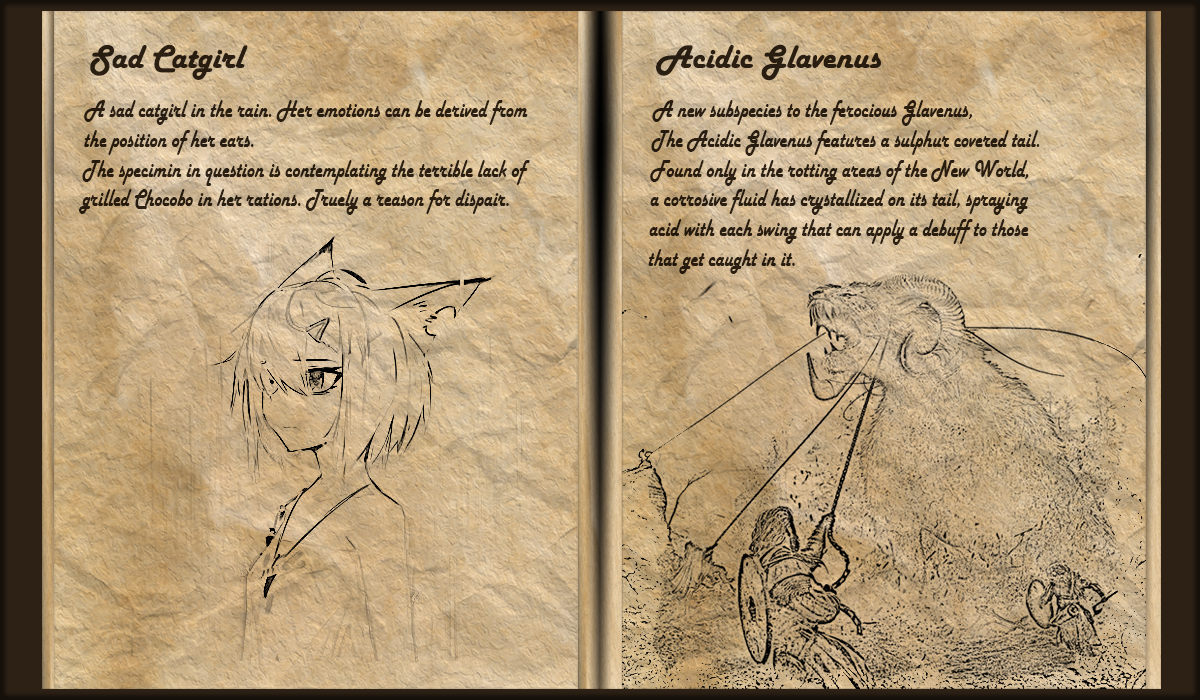 Sad Catgirl
A sad catgirl in the rain. Her emotions can be derived from
the position of her ears.
The specimin in question is contemplating the terrible lack of
grilled Chocobo in her rations. Truely a reason for dispair.
Acidic Glavenus
A new subspecies to the ferocious Glavenus,
The Acidic Glavenus features a sulphur covered tail.
Found only in the rotting areas of the New World,
a corrosive fluid has crystallized on its tail, spraying
acid with each swing that can apply a debuff to those
that get caught in it.